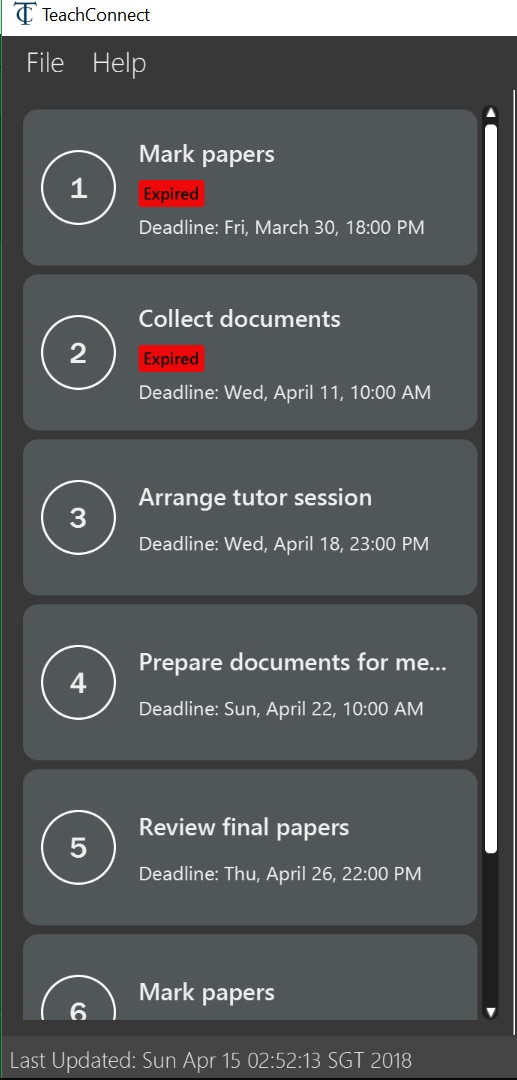 TeachConnect
File Help
1
Mark papers
Expired
Deadline: Fri, March 30, 18:00 PM
2
Collect documents
Expired
Deadline: Wed, April 11, 10:00 AM
3
Arrange tutor session
Deadline: Wed, April 18, 23:00 PM
4
Prepare documents for me...
Deadline: Sun, April 22, 10:00 AM
5
Review final papers
Deadline: Thu, April 26, 22:00 PM
6
Mark papers
Last Updated: Sun Apr 15 02:52:13 SGT 2018